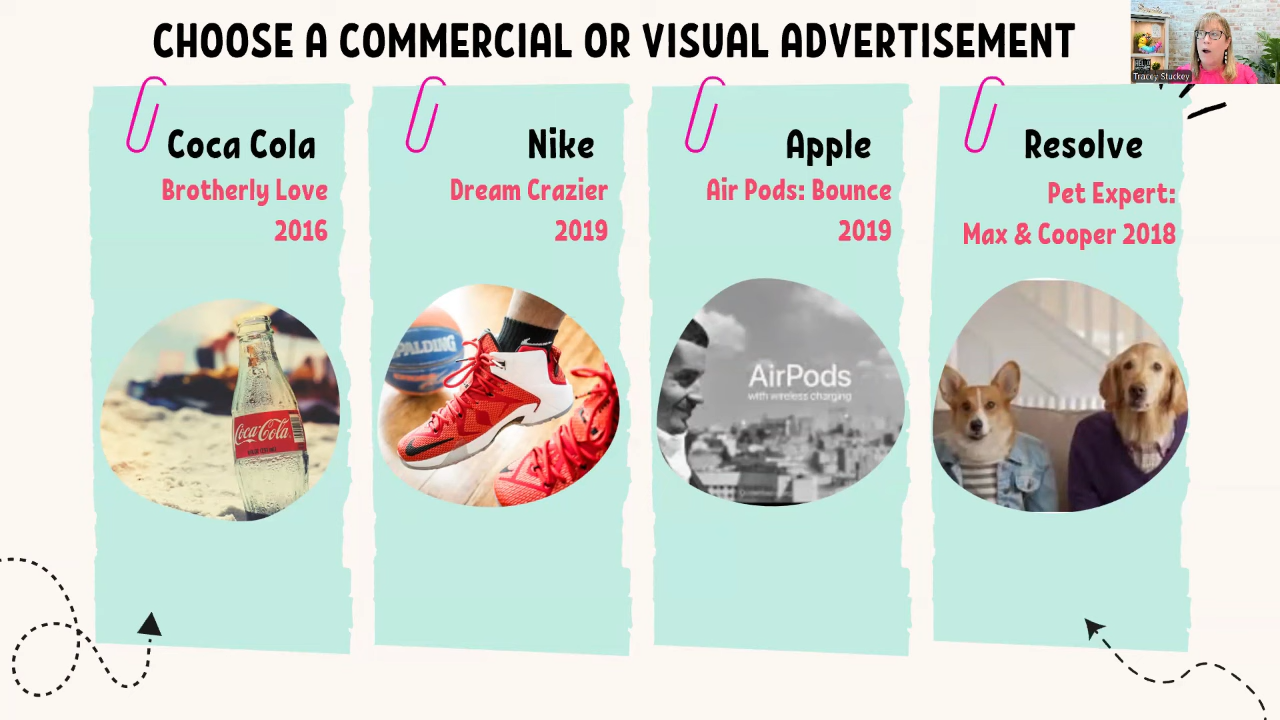 CHOOSE A COMMERCIAL OR VISUAL ADVERTISEMENT
Tracey Stuckey
Coca Cola
Brotherly Love
2016
Nike
Dream Crazier
2019
Apple
Air Pods: Bounce
2019
Resolve
Pet Expert:
Max & Cooper 2018
Coca-Cola
SPALDING
AirPods
with wireless charging